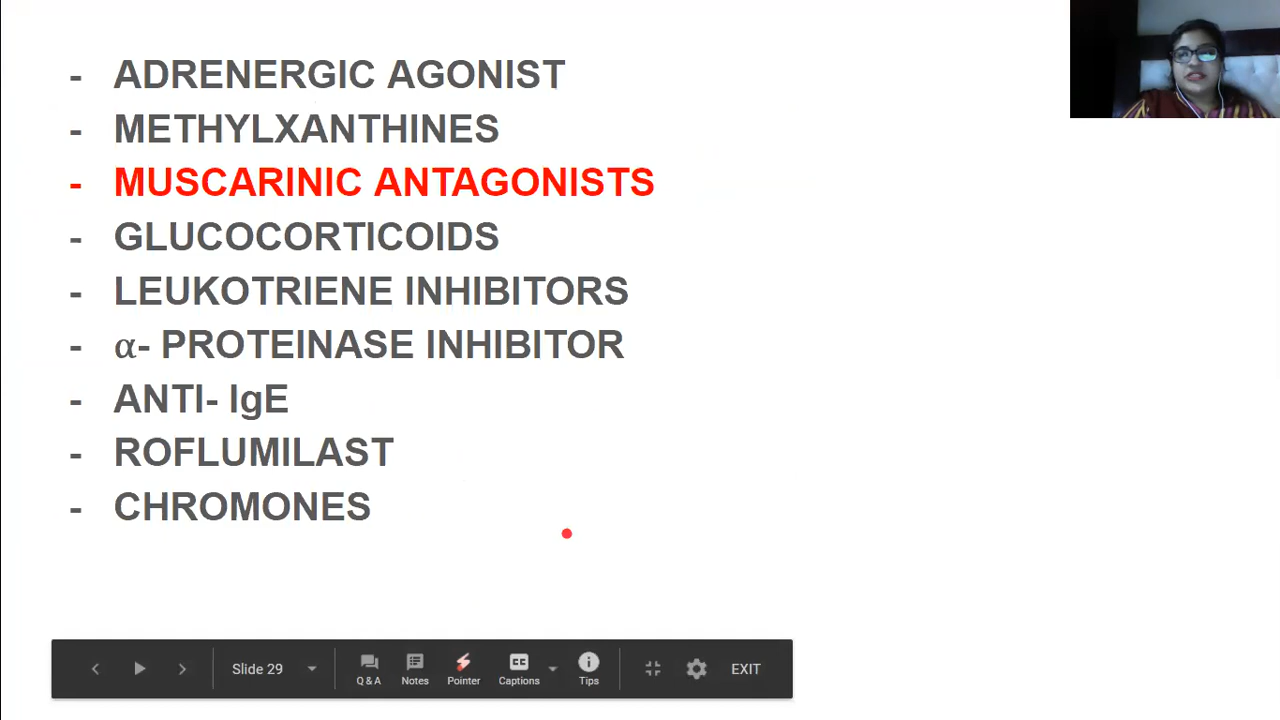 - ADRENERGIC AGONIST
- METHYLXANTHINES
- MUSCARINIC ANTAGONISTS
- GLUCOCORTICOIDS
- LEUKOTRIENE INHIBITORS
- α- PROTEINASE INHIBITOR
- ANTI- IgE
- ROFLUMILAST
- CHROMONES
Slide 29 Q & A Notes Pointer CC Captions Tips EXIT